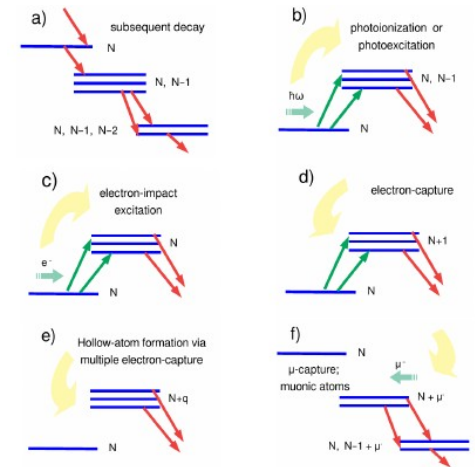 a)
subsequent decay
N
N, N−1
N, N−1, N−2
b)
photoionization or
photoexcitation
N, N−1
hω
N
c)
electron-impact
excitation
N
e⁻
N
d)
electron-capture
N+1
N
e)
Hollow-atom formation via
multiple electron-capture
N+q
N
f)
N
μ-capture;
muonic atoms
μ⁻
N + μ⁻
N, N−1 + μ⁻